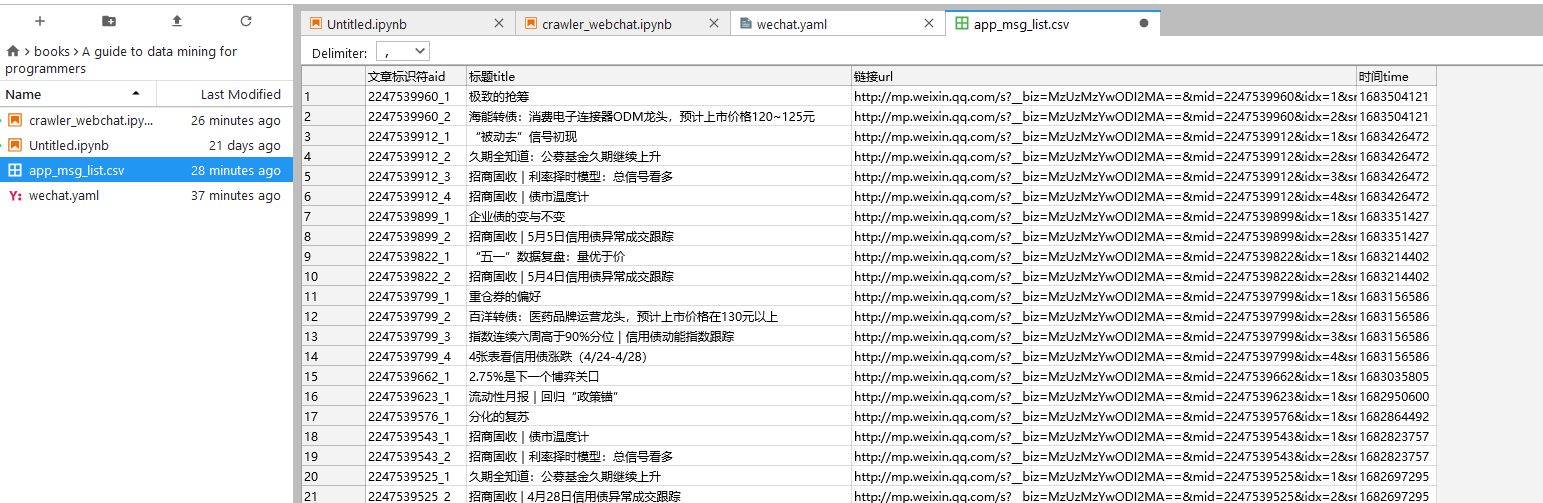 Untitled.ipynb
crawler_webchat.ipynb
wechat.yaml
app_msg_list.csv
books > A guide to data mining for
programmers
Name Last Modified
crawler_webchat.ipy... 26 minutes ago
Untitled.ipynb 21 days ago
app_msg_list.csv 28 minutes ago
Y: wechat.yaml 37 minutes ago
Delimiter: ,
文章标识符aid 标题title 链接url 时间time
1 2247539960_1 极致的抢筹 http://mp.weixin.qq.com/s?__biz=MzUzMzYwODI2MA==&mid=2247539960&idx=1&sr 1683504121
2 2247539960_2 海能转债：消费电子连接器ODM龙头，预计上市价格120~125元 http://mp.weixin.qq.com/s?__biz=MzUzMzYwODI2MA==&mid=2247539960&idx=2&sr 1683504121
3 2247539912_1 “被动去”信号初现 http://mp.weixin.qq.com/s?__biz=MzUzMzYwODI2MA==&mid=2247539912&idx=1&sr 1683426472
4 2247539912_2 久期全知道：公募基金久期继续上升 http://mp.weixin.qq.com/s?__biz=MzUzMzYwODI2MA==&mid=2247539912&idx=2&sr 1683426472
5 2247539912_3 招商固收 | 利率择时模型：总信号看多 http://mp.weixin.qq.com/s?__biz=MzUzMzYwODI2MA==&mid=2247539912&idx=3&sr 1683426472
6 2247539912_4 招商固收 | 债市温度计 http://mp.weixin.qq.com/s?__biz=MzUzMzYwODI2MA==&mid=2247539912&idx=4&sr 1683426472
7 2247539899_1 企业债的变与不变 http://mp.weixin.qq.com/s?__biz=MzUzMzYwODI2MA==&mid=2247539899&idx=1&sr 1683351427
8 2247539899_2 招商固收 | 5月5日信用债异常成交跟踪 http://mp.weixin.qq.com/s?__biz=MzUzMzYwODI2MA==&mid=2247539899&idx=2&sr 1683351427
9 2247539822_1 “五一”数据复盘：量优于价 http://mp.weixin.qq.com/s?__biz=MzUzMzYwODI2MA==&mid=2247539822&idx=1&sr 1683214402
10 2247539822_2 招商固收 | 5月4日信用债异常成交跟踪 http://mp.weixin.qq.com/s?__biz=MzUzMzYwODI2MA==&mid=2247539822&idx=2&sr 1683214402
11 2247539799_1 重仓券的偏好 http://mp.weixin.qq.com/s?__biz=MzUzMzYwODI2MA==&mid=2247539799&idx=1&sr 1683156586
12 2247539799_2 百洋转债：医药品牌运营龙头，预计上市价格在130元以上 http://mp.weixin.qq.com/s?__biz=MzUzMzYwODI2MA==&mid=2247539799&idx=2&sr 1683156586
13 2247539799_3 指数连续六周高于90%分位 | 信用债动能指数跟踪 http://mp.weixin.qq.com/s?__biz=MzUzMzYwODI2MA==&mid=2247539799&idx=3&sr 1683156586
14 2247539799_4 4张表看信用债涨跌（4/24-4/28） http://mp.weixin.qq.com/s?__biz=MzUzMzYwODI2MA==&mid=2247539799&idx=4&sr 1683156586
15 2247539662_1 2.75%是下一个博弈关口 http://mp.weixin.qq.com/s?__biz=MzUzMzYwODI2MA==&mid=2247539662&idx=1&sr 1683035805
16 2247539623_1 流动性月报 | 回归“政策锚” http://mp.weixin.qq.com/s?__biz=MzUzMzYwODI2MA==&mid=2247539623&idx=1&sr 1682950600
17 2247539576_1 分化的复苏 http://mp.weixin.qq.com/s?__biz=MzUzMzYwODI2MA==&mid=2247539576&idx=1&sr 1682864492
18 2247539543_1 招商固收 | 债市温度计 http://mp.weixin.qq.com/s?__biz=MzUzMzYwODI2MA==&mid=2247539543&idx=1&sr 1682823757
19 2247539543_2 招商固收 | 利率择时模型：总信号看多 http://mp.weixin.qq.com/s?__biz=MzUzMzYwODI2MA==&mid=2247539543&idx=2&sr 1682823757
20 2247539525_1 久期全知道：公募基金久期继续上升 http://mp.weixin.qq.com/s?__biz=MzUzMzYwODI2MA==&mid=2247539525&idx=1&sr 1682697295
21 2247539525_2 招商固收 | 4月28日信用债异常成交跟踪 http://mp.weixin.qq.com/s?__biz=MzUzMzYwODI2MA==&mid=2247539525&idx=2&sr 1682697295